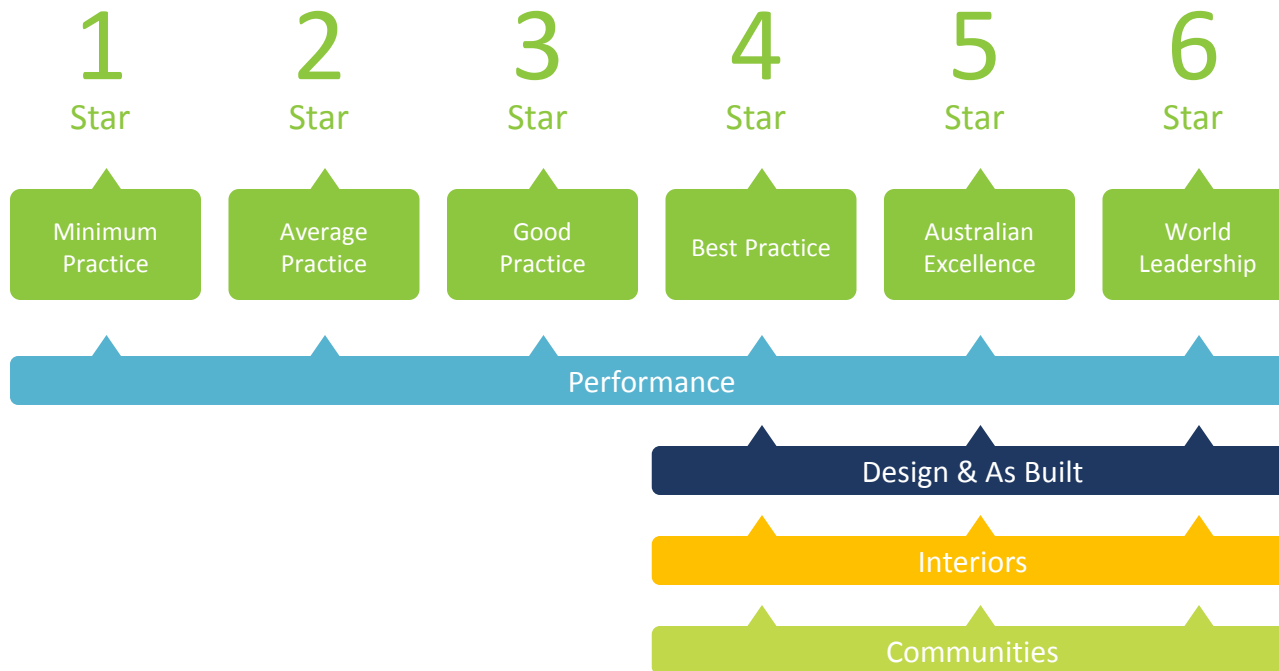 1 2 3 4 5 6
Star Star Star Star Star Star
Minimum
Practice
Average
Practice
Good
Practice
Best Practice
Australian
Excellence
World
Leadership
Performance
Design & As Built
Interiors
Communities